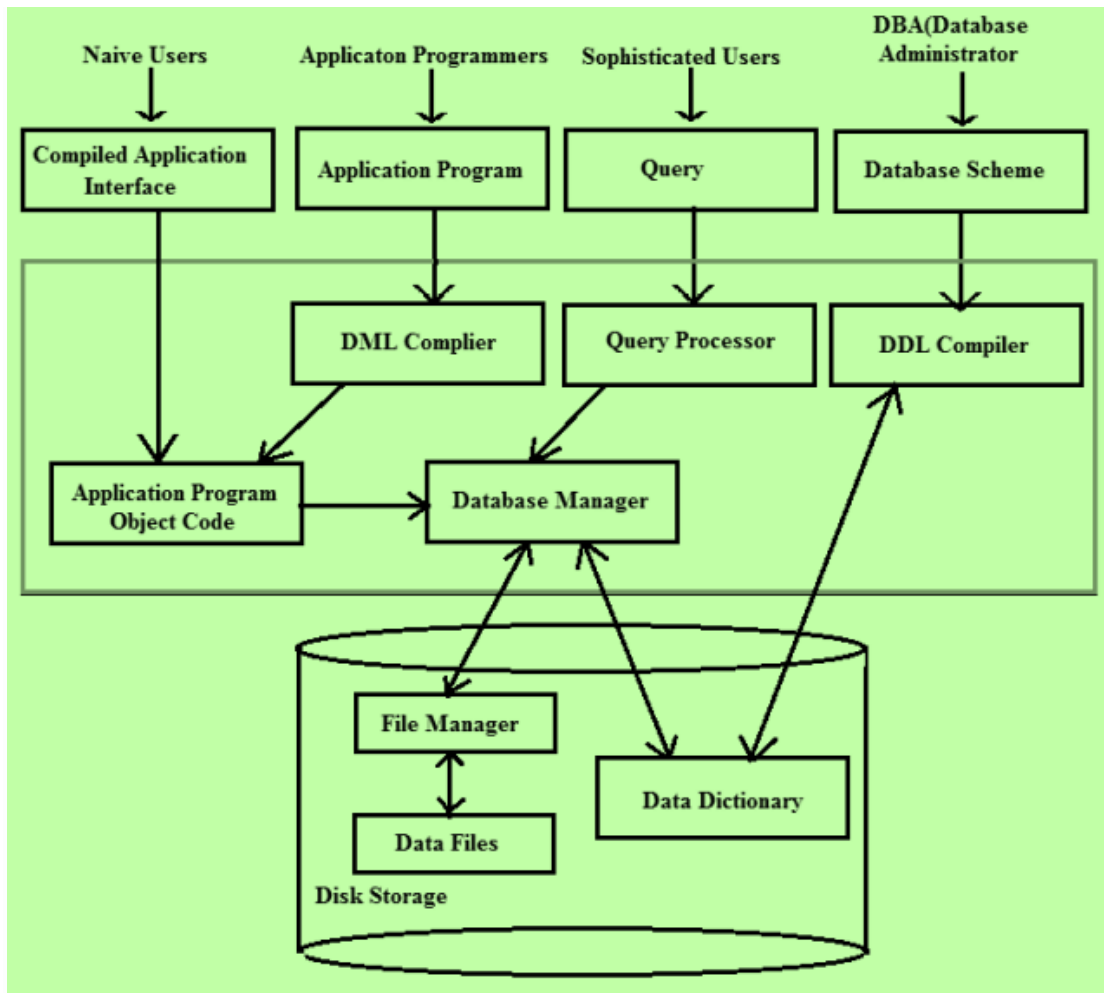 Naive Users
Applicaton Programmers
Sophisticated Users
DBA(Database
Administrator
Compiled Application
Interface
Application Program
Query
Database Scheme
DML Complier
Query Processor
DDL Compiler
Application Program
Object Code
Database Manager
File Manager
Data Dictionary
Data Files
Disk Storage